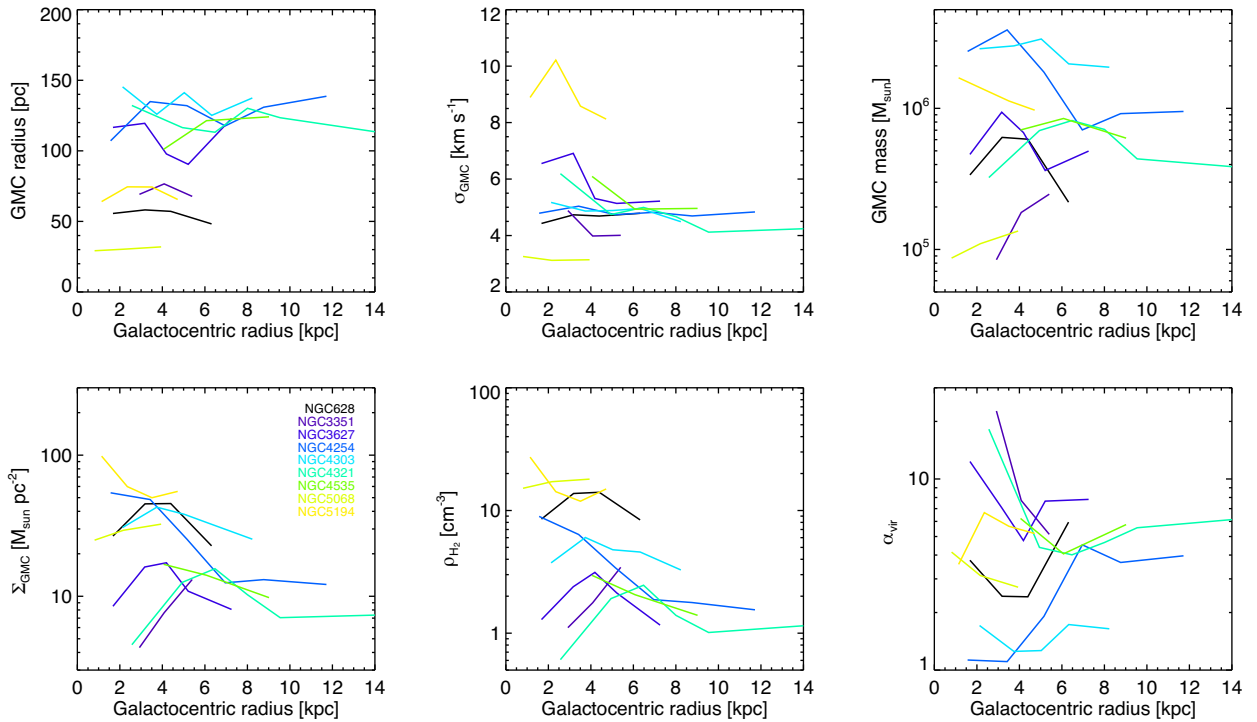 GMC radius [pc]
200
150
100
50
0
0 2 4 6 8 10 12 14
Galactocentric radius [kpc]
σGMC [km s⁻¹]
12
10
8
6
4
2
0 2 4 6 8 10 12 14
Galactocentric radius [kpc]
GMC mass [Msun]
10⁶
10⁵
0 2 4 6 8 10 12 14
Galactocentric radius [kpc]
ΣGMC [Msun pc⁻²]
100
10
NGC628
NGC3351
NGC3627
NGC4254
NGC4303
NGC4321
NGC4535
NGC5068
NGC5194
0 2 4 6 8 10 12 14
Galactocentric radius [kpc]
ρH₂ [cm⁻³]
100
10
1
0 2 4 6 8 10 12 14
Galactocentric radius [kpc]
αvir
10
1
0 2 4 6 8 10 12 14
Galactocentric radius [kpc]